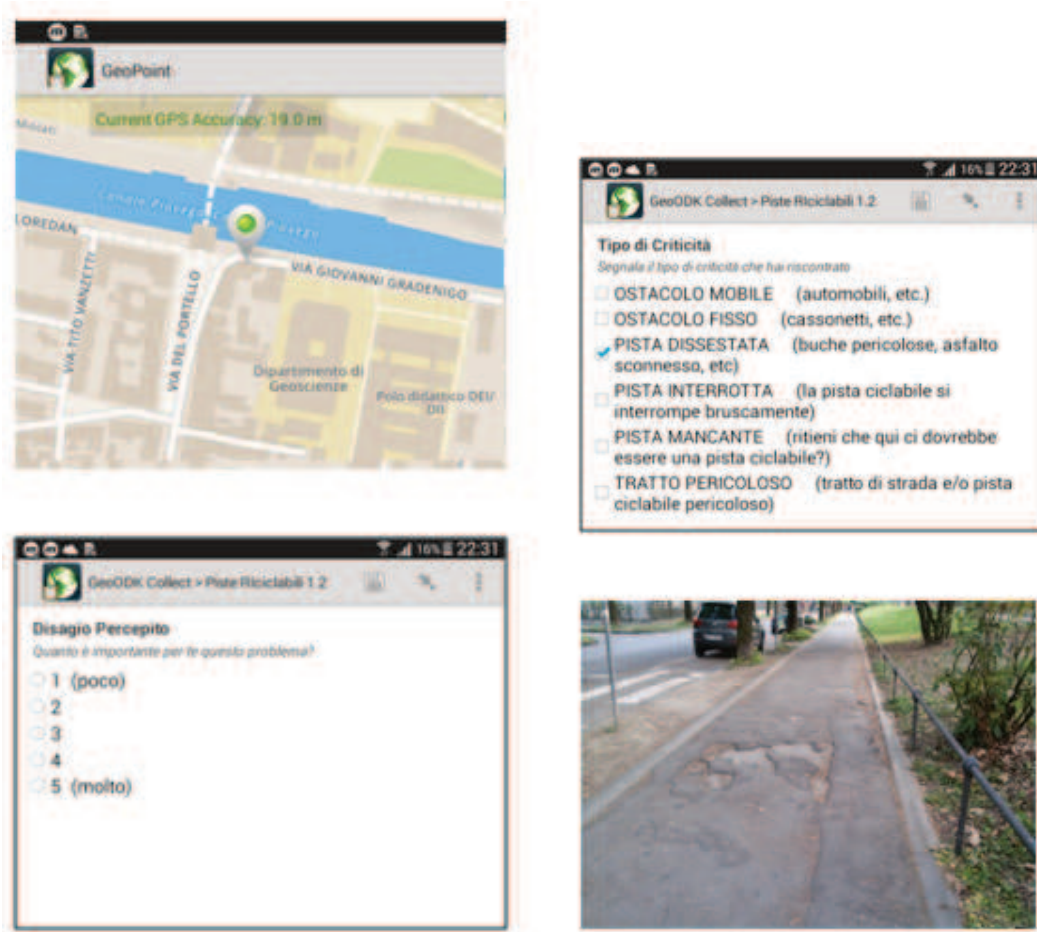 GeoPoint
Current GPS Accuracy: 19.0 m
LOREDAN
VIA TITO VANZETTI
VIA DEL PORTELLO
VIA GIOVANNI GRADENIGO
Dipartimento di
Geoscienze
Polo didattico DEI/
16% 22:31
GeoODK Collect > Piste Riciclabili 1.2
Tipo di Criticità
Segnala il tipo di criticità che hai riscontrato
OSTACOLO MOBILE (automobili, etc.)
OSTACOLO FISSO (cassonetti, etc.)
PISTA DISSESTATA (buche pericolose, asfalto
sconnesso, etc)
PISTA INTERROTTA (la pista ciclabile si
interrompe bruscamente)
PISTA MANCANTE (ritieni che qui ci dovrebbe
essere una pista ciclabile?)
TRATTO PERICOLOSO (tratto di strada e/o pista
ciclabile pericoloso)
16% 22:31
GeoODK Collect > Piste Riciclabili 1.2
Disagio Percepito
Quanto è importante per te questo problema?
1 (poco)
2
3
4
5 (molto)